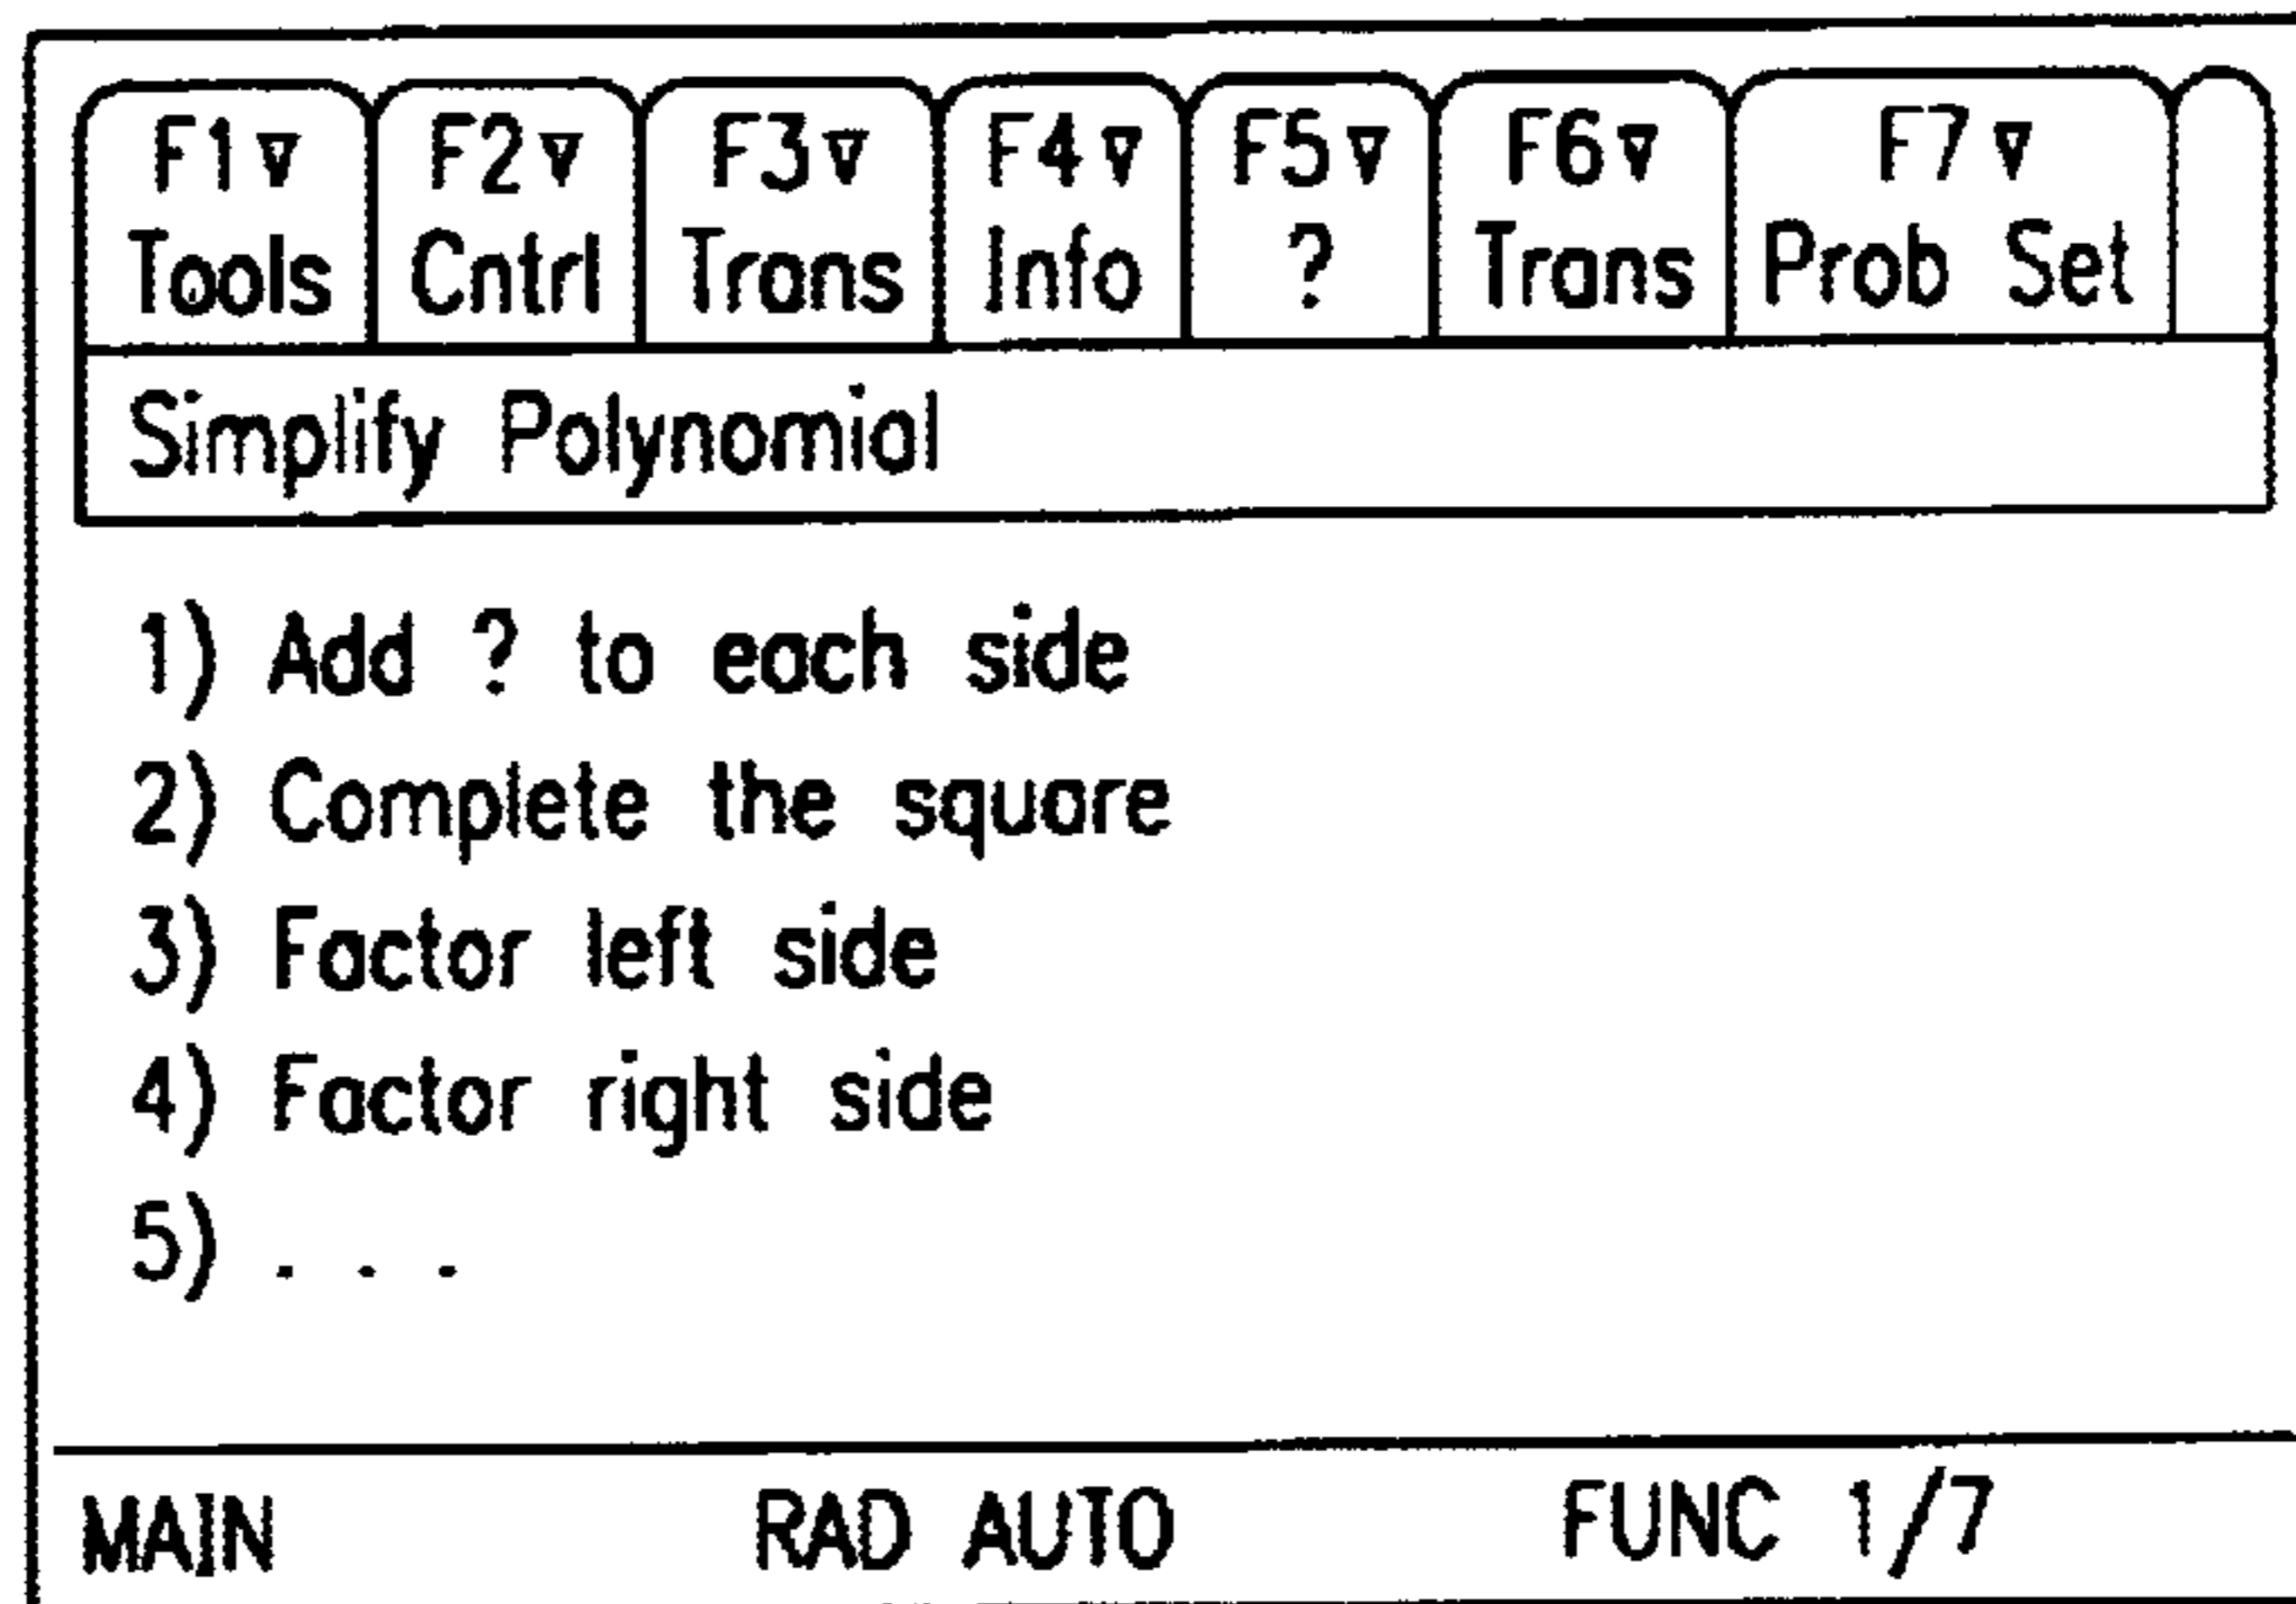 F1▼ F2▼ F3▼ F4▼ F5▼ F6▼ F7▼
Tools Cntrl Trans Info ? Trans Prob Set
Simplify Polynomial
1) Add ? to each side
2) Complete the square
3) Factor left side
4) Factor right side
5) . . .
MAIN RAD AUTO FUNC 1/7